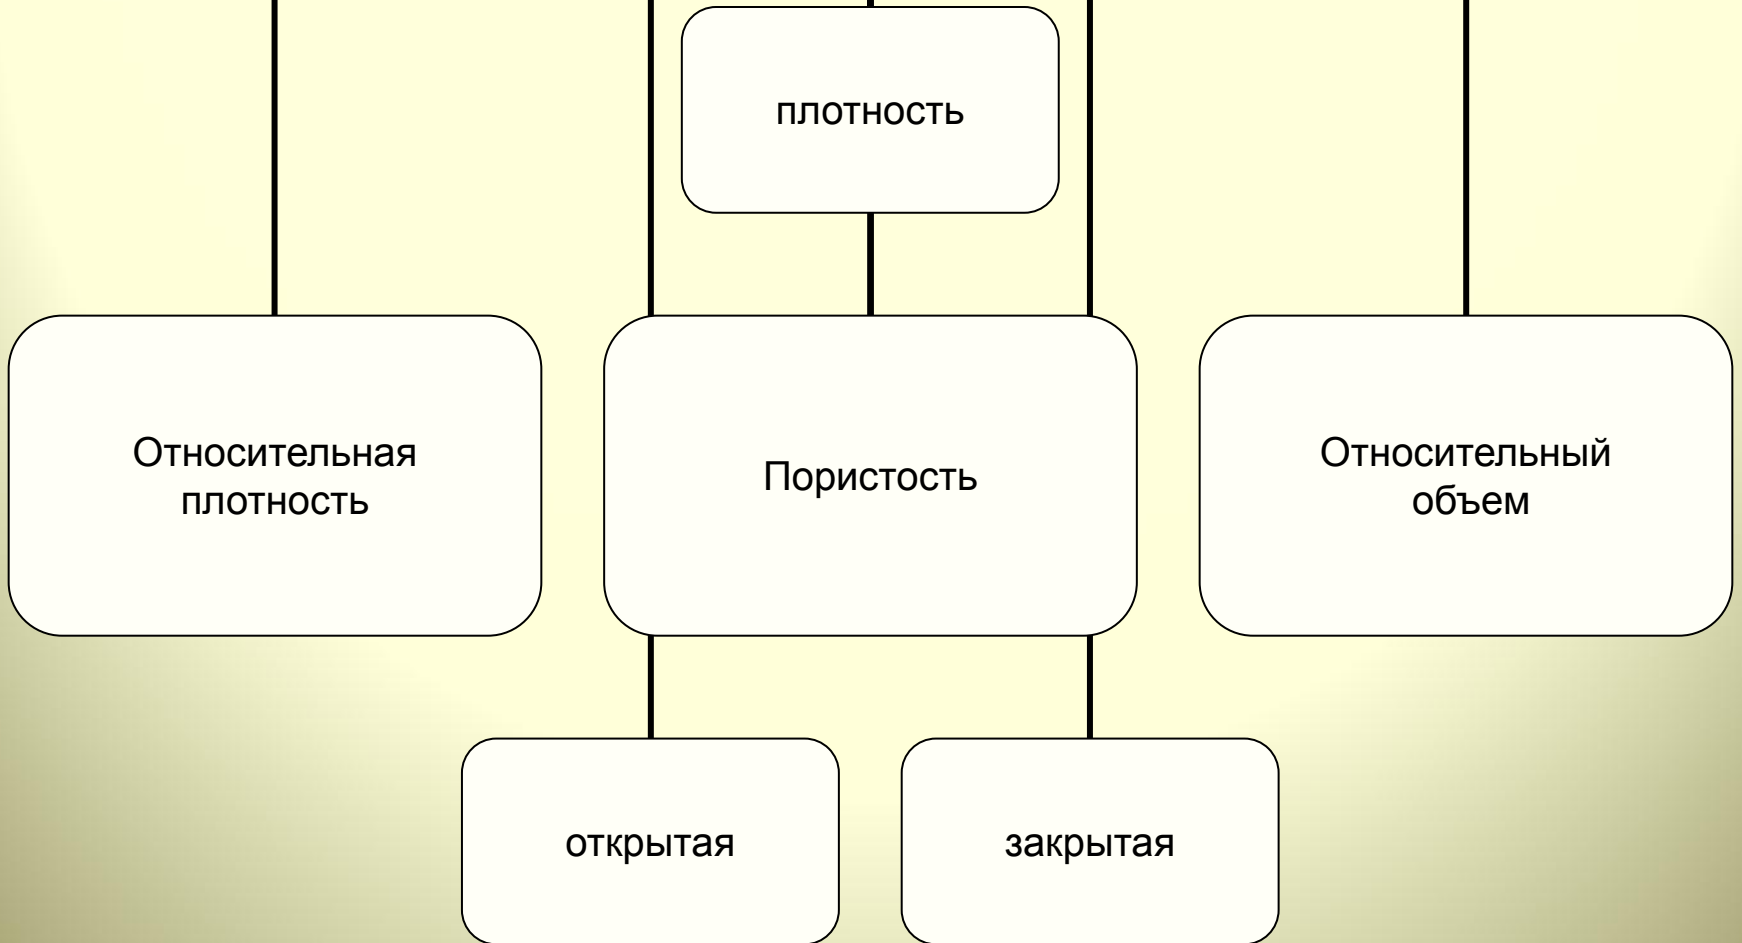 плотность
Относительная
плотность
Пористость
Относительный
объем
открытая
закрытая